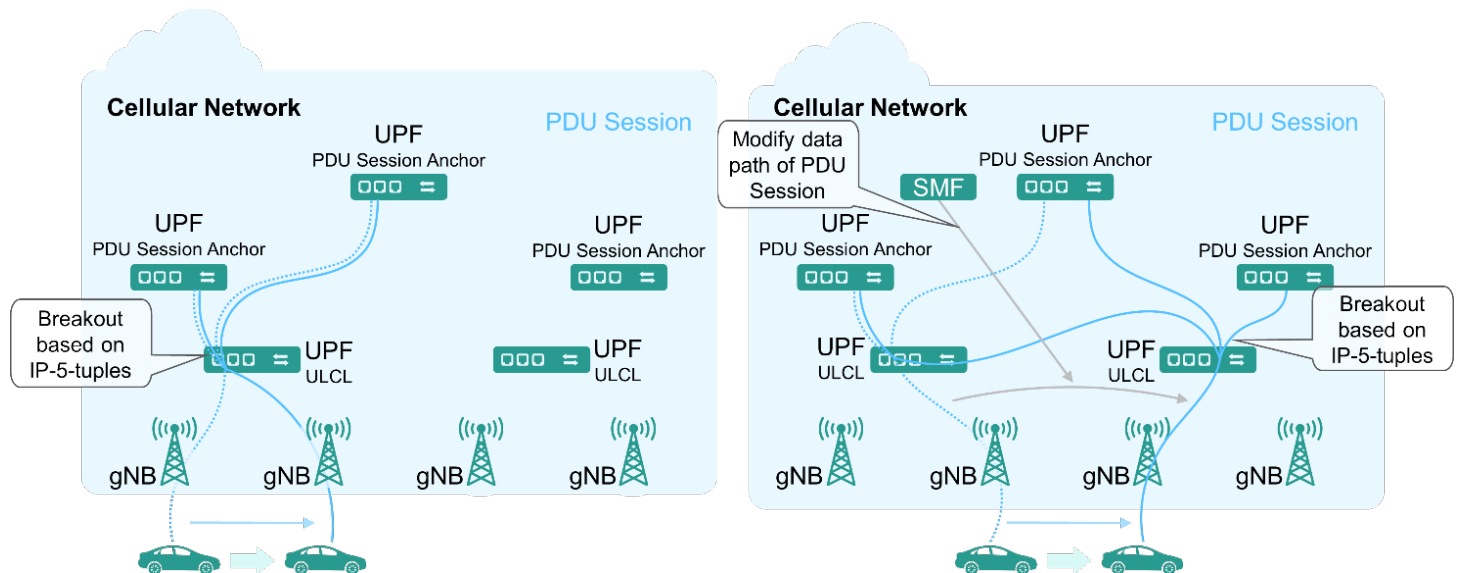 Cellular Network
PDU Session
UPF
PDU Session Anchor
UPF
PDU Session Anchor
UPF
PDU Session Anchor
Breakout
based on
IP-5-tuples
UPF
ULCL
UPF
ULCL
gNB
gNB
gNB
gNB
Cellular Network
PDU Session
Modify data
path of PDU
Session
SMF
UPF
PDU Session Anchor
UPF
PDU Session Anchor
UPF
PDU Session Anchor
Breakout
based on
IP-5-tuples
UPF
ULCL
UPF
ULCL
gNB
gNB
gNB
gNB